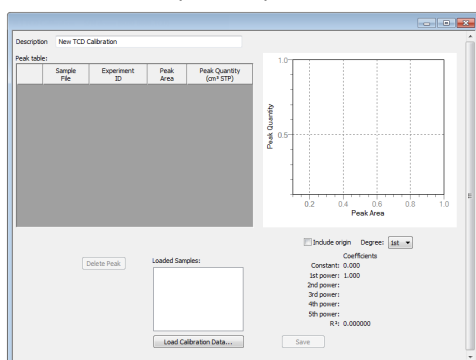 Description New TCD Calibration
Peak table:
Sample File Experiment ID Peak Area Peak Quantity (cm³ STP)
1.0
0.5
Peak Quantity
0.2 0.4 0.6 0.8 1.0
Peak Area
Include origin Degree: 1st
Coefficients
Constant: 0.000
1st power: 1.000
2nd power:
3rd power:
4th power:
5th power:
R²: 0.000000
Delete Peak
Loaded Samples:
Load Calibration Data...
Save